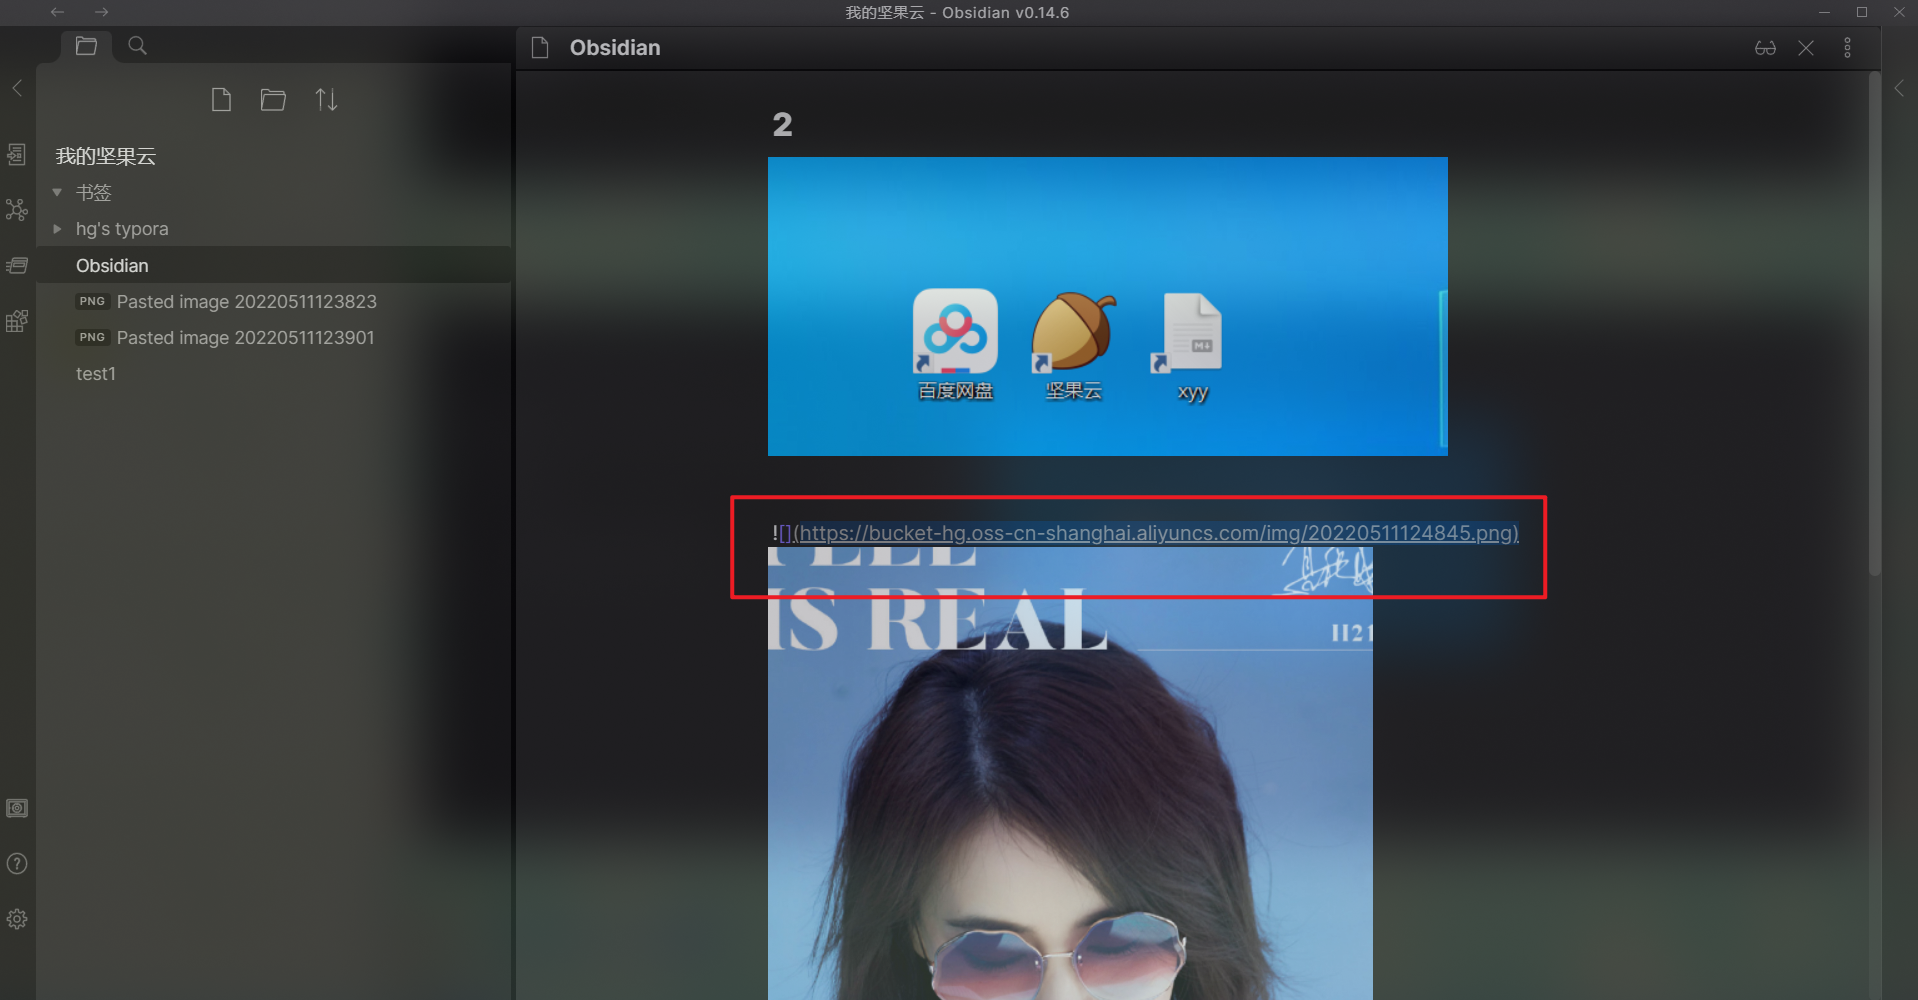 我的坚果云 - Obsidian v0.14.6
Obsidian
我的坚果云
书签
hg's typora
Obsidian
PNG Pasted image 20220511123823
PNG Pasted image 20220511123901
test1
2
M
百度网盘
坚果云
xyy
![](https://bucket-hg.oss-cn-shanghai.aliyuncs.com/img/20220511124845.png)
IS REAL
1121